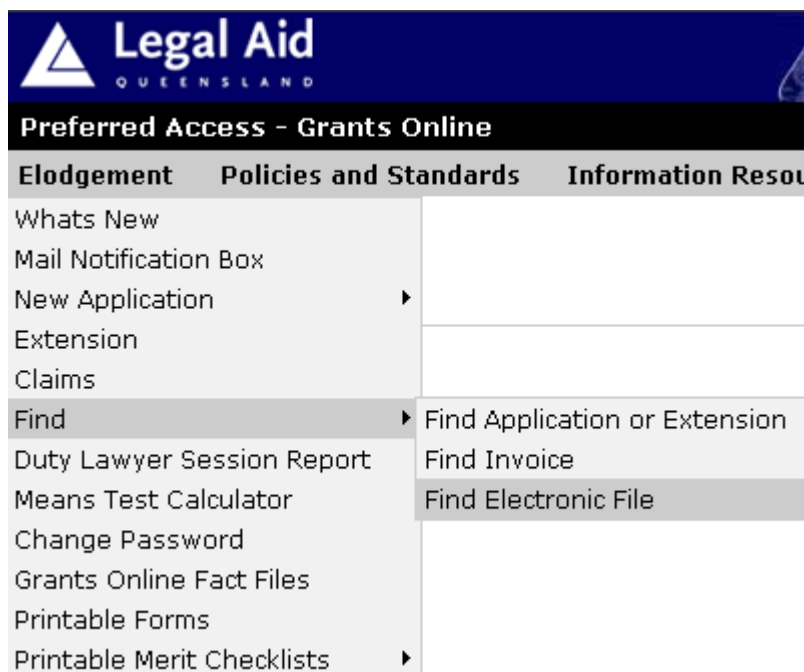 Legal Aid
QUEENSLAND
Preferred Access - Grants Online
Elodgement Policies and Standards Information Resou
Whats New
Mail Notification Box
New Application
Extension
Claims
Find
Find Application or Extension
Find Invoice
Find Electronic File
Duty Lawyer Session Report
Means Test Calculator
Change Password
Grants Online Fact Files
Printable Forms
Printable Merit Checklists